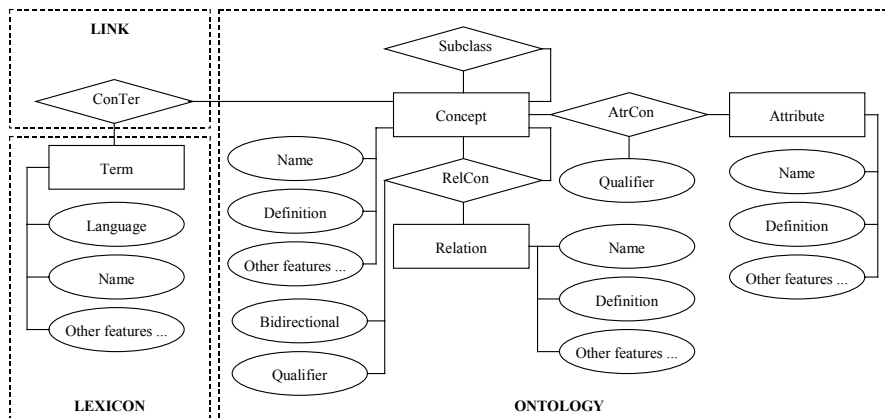 LINK
Subclass
ConTer
Concept
AtrCon
Attribute
Term
Name
RelCon
Qualifier
Name
Language
Definition
Relation
Name
Definition
Name
Other features ...
Definition
Other features ...
Other features ...
Bidirectional
Other features ...
Qualifier
LEXICON
ONTOLOGY